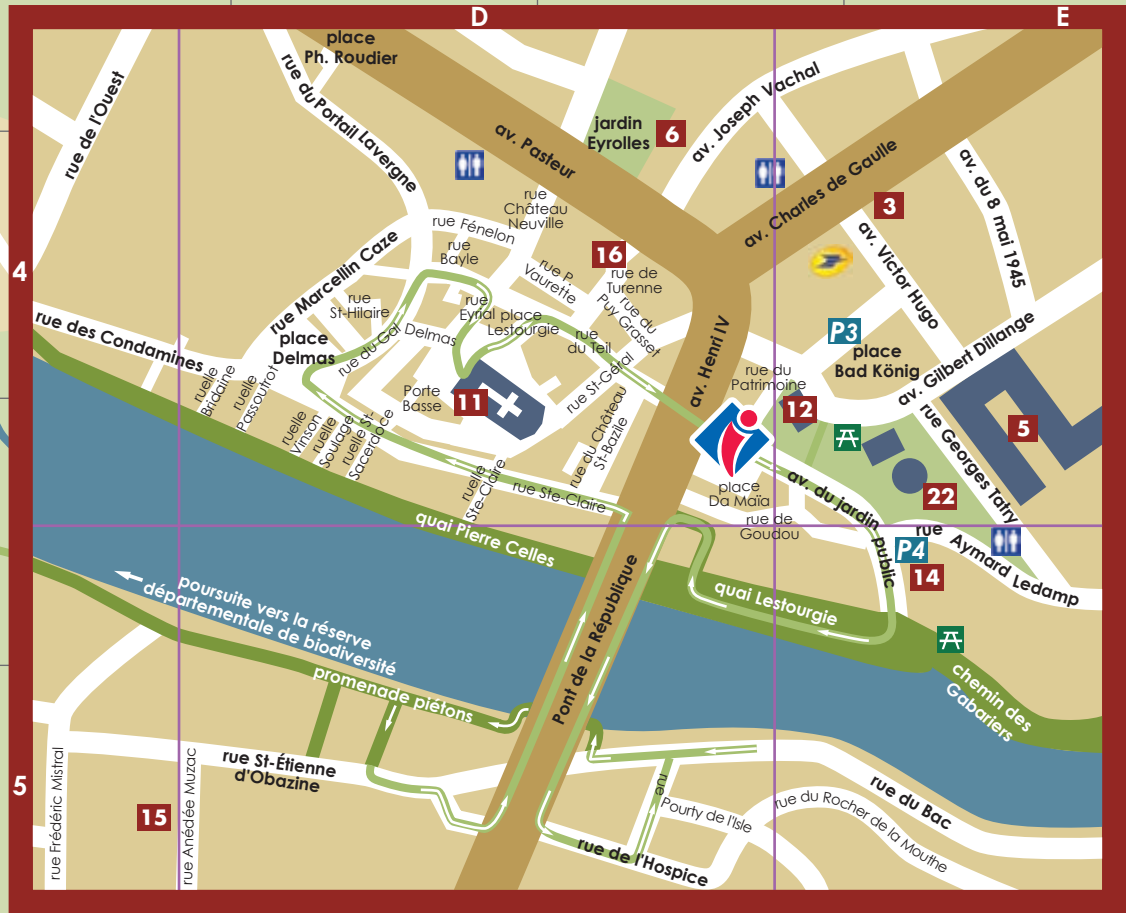 D
E
4
5
place
Ph. Roudier
rue de l'Ouest
rue du Portail Lavergne
av. Pasteur
jardin
Eyrolles
6
av. Joseph Vachal
av. Charles de Gaulle
3
av. du 8 mai 1945
av. Victor Hugo
rue
Château
Neuville
rue Fénelon
rue
Bayle
16
rue de
Turenne
rue P.
Vaurette
rue du
Puy Grasset
rue Marcellin Caze
rue
St-Hilaire
rue
Eyrial
place
Lestourgie
rue
du Teil
rue des Condamines
place
Delmas
rue du Gal Delmas
av. Henri IV
P3
place
Bad König
av. Gilbert Dillange
rue du
Patrimoine
12
ruelle
Bridaine
ruelle
Passoutrot
Porte
Basse
11
rue St-Géral
ruelle
Vinson
ruelle
Soulage
ruelle St-
Sacerdoce
rue du Château
St-Bazile
rue Georges Tatry
5
22
ruelle
Ste-Claire
rue Ste-Claire
place
Da Maïa
av. du jardin
public
rue de
Goudou
rue Aymard Ledamp
P4
14
quai Pierre Celles
quai Lestourgie
Pont de la République
poursuite vers la réserve
départementale de biodiversité
promenade piétons
chemin des
Gabariers
rue St-Étienne
d'Obazine
rue Frédéric Mistral
15
rue Anédée Muzac
rue
Pourty de l'Isle
rue du Rocher de la Mouthe
rue du Bac
rue de l'Hospice